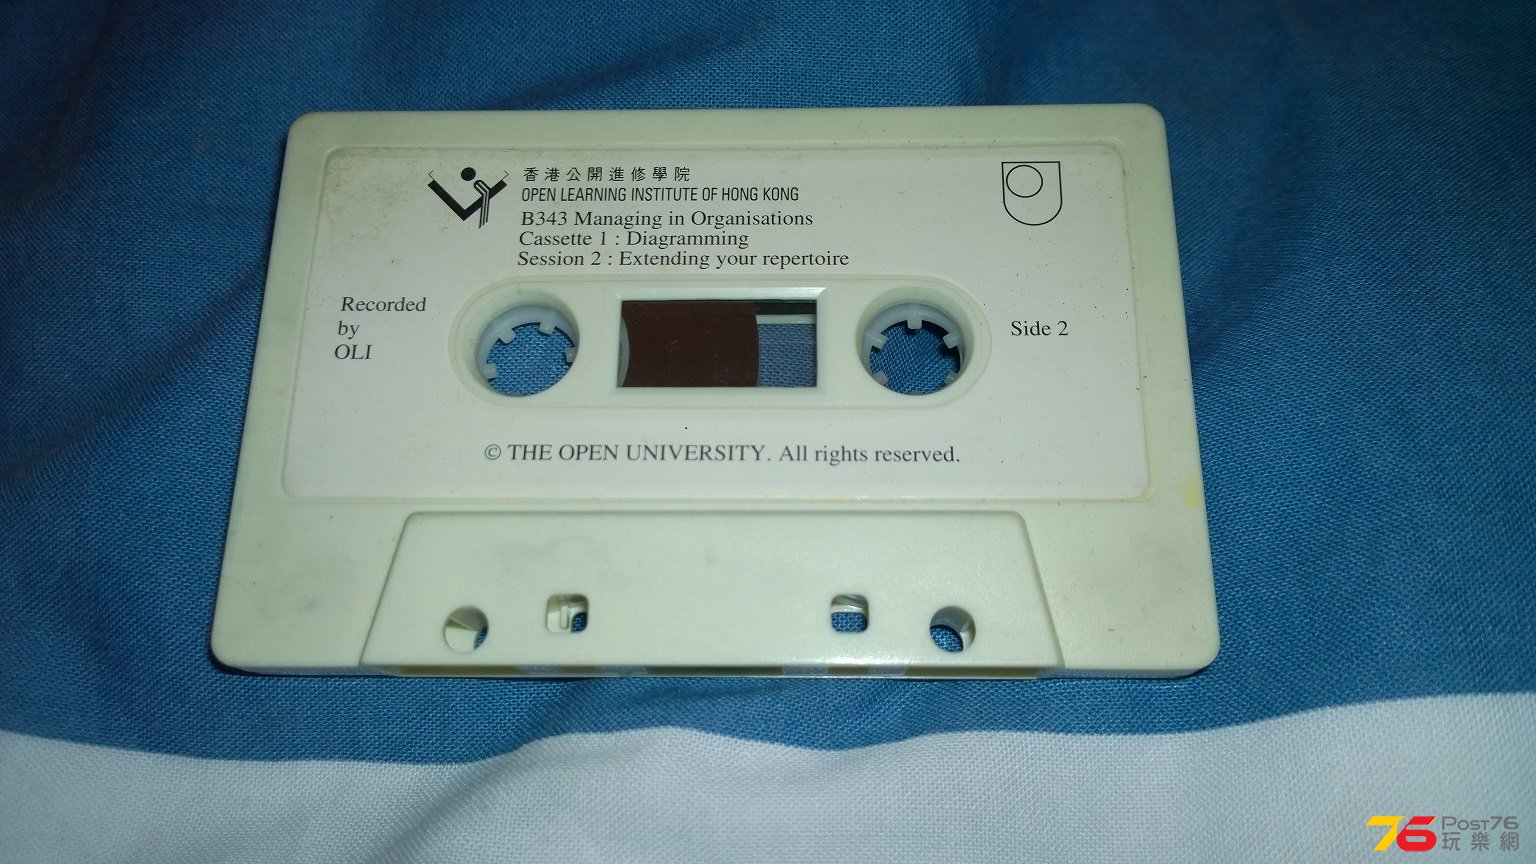 香港公開進修學院
OPEN LEARNING INSTITUTE OF HONG KONG
B343 Managing in Organisations
Cassette 1 : Diagramming
Session 2 : Extending your repertoire
Recorded
by
OLI
Side 2
© THE OPEN UNIVERSITY. All rights reserved.
76 POST76
玩樂網